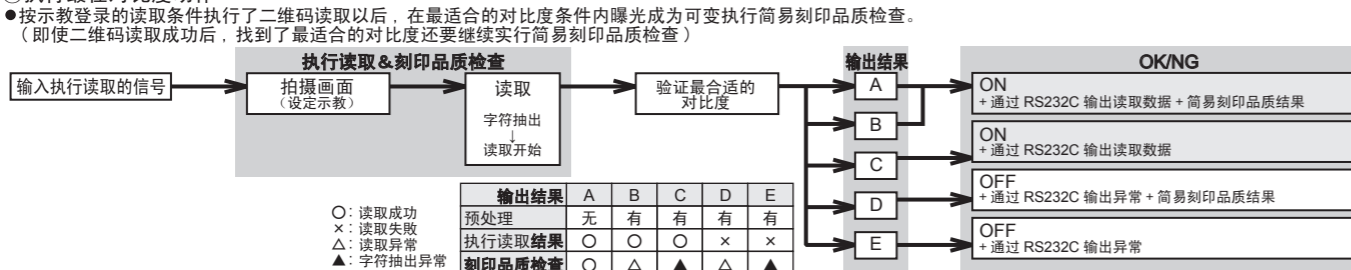 ●按示教登录的读取条件执行了二维码读取以后，在最适合的对比度条件内曝光成为可变执行简易刻印品质检查。
（即使二维码读取成功后，找到了最适合的对比度还要继续实行简易刻印品质检查）
执行读取＆刻印品质检查
输出结果
OK/NG
输入执行读取的信号
拍摄画面
（设定示教）
读取
字符抽出
↓
读取开始
验证最合适的
对比度
A
B
C
D
E
ON
+ 通过 RS232C 输出读取数据 + 简易刻印品质结果
ON
+ 通过 RS232C 输出读取数据
OFF
+ 通过 RS232C 输出异常 + 简易刻印品质结果
OFF
+ 通过 RS232C 输出异常
○：读取成功
×：读取失败
△：读取异常
▲：字符抽出异常
输出结果 A B C D E
预处理 无 有 有 有 有
执行读取结果 ○ ○ ○ × ×
刻印品质检查 ○ △ ▲ △ ▲